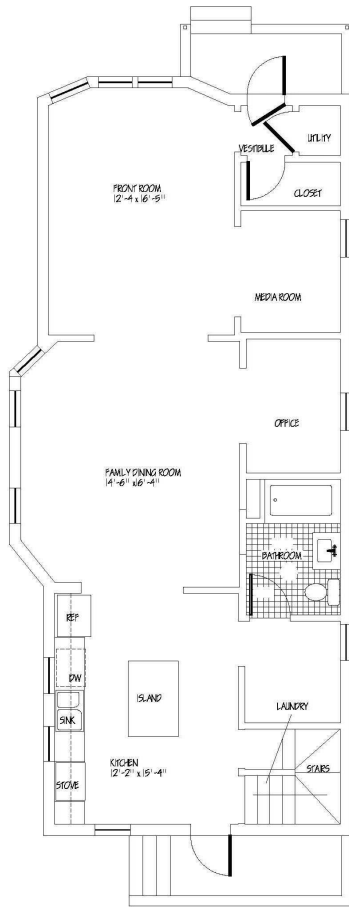 UTILITY
VESTIBULE
CLOSET
FRONT ROOM
12'-4 x 16'-5"
MEDIA ROOM
OFFICE
FAMILY DINING ROOM
14'-6" x16'-4"
BATHROOM
REF
DW
ISLAND
SINK
LAUNDRY
KITCHEN
12'-2" x 15'-4"
STAIRS
STOVE